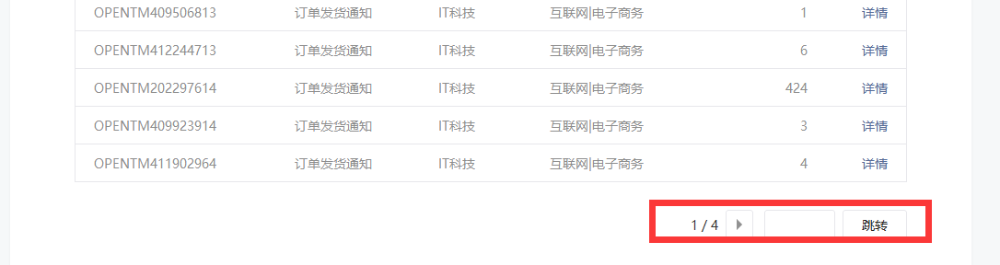 OPENTM409506813 订单发货通知 IT科技 互联网|电子商务 1 详情
OPENTM412244713 订单发货通知 IT科技 互联网|电子商务 6 详情
OPENTM202297614 订单发货通知 IT科技 互联网|电子商务 424 详情
OPENTM409923914 订单发货通知 IT科技 互联网|电子商务 3 详情
OPENTM411902964 订单发货通知 IT科技 互联网|电子商务 4 详情
1 / 4 跳转